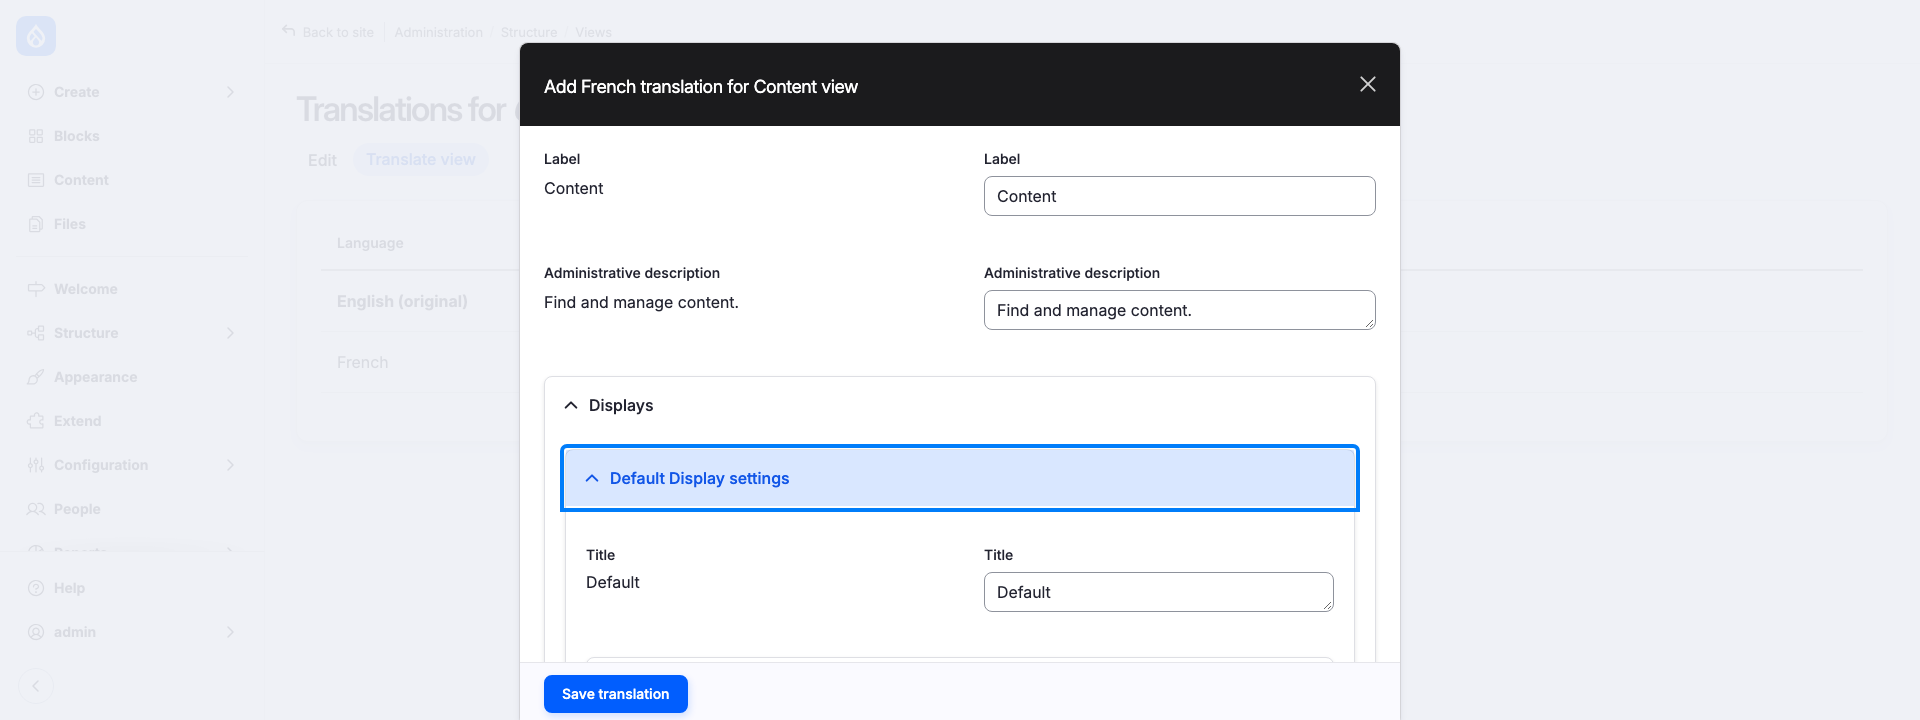 Back to site
Administration
Structure
Views
Create
Blocks
Content
Files
Welcome
Structure
Appearance
Extend
Configuration
People
Reports
Help
admin
Translations for
Edit
Translate view
Language
English (original)
French
Add French translation for Content view
Label
Content
Label
Content
Administrative description
Find and manage content.
Administrative description
Find and manage content.
Displays
Default Display settings
Title
Default
Title
Default
Save translation